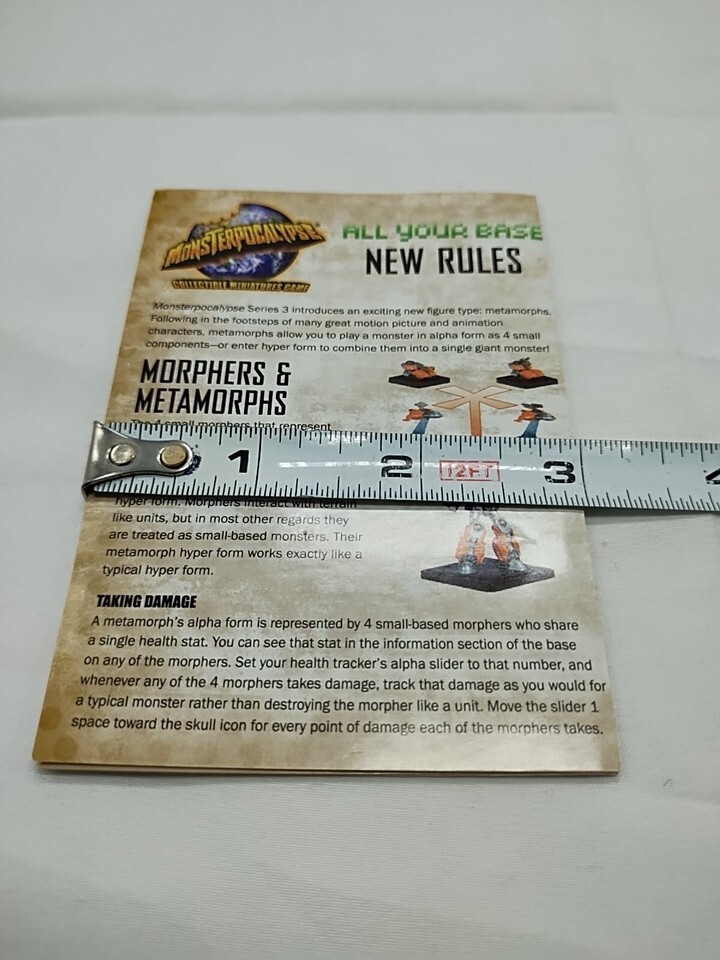 MONSTERPOCALYPSE
COLLECTIBLE MINIATURES GAME
ALL YOUR BASE
NEW RULES
Monsterpocalypse Series 3 introduces an exciting new figure type: metamorphs.
Following in the footsteps of many great motion picture and animation
characters, metamorphs allow you to play a monster in alpha form as 4 small
components—or enter hyper form to combine them into a single giant monster!
MORPHERS &
METAMORPHS
4 small morphers that represent
1 2 12FT 3 4
hyper form. Morphers interact with terrain
like units, but in most other regards they
are treated as small-based monsters. Their
metamorph hyper form works exactly like a
typical hyper form.
TAKING DAMAGE
A metamorph's alpha form is represented by 4 small-based morphers who share
a single health stat. You can see that stat in the information section of the base
on any of the morphers. Set your health tracker's alpha slider to that number, and
whenever any of the 4 morphers takes damage, track that damage as you would for
a typical monster rather than destroying the morpher like a unit. Move the slider 1
space toward the skull icon for every point of damage each of the morphers takes.